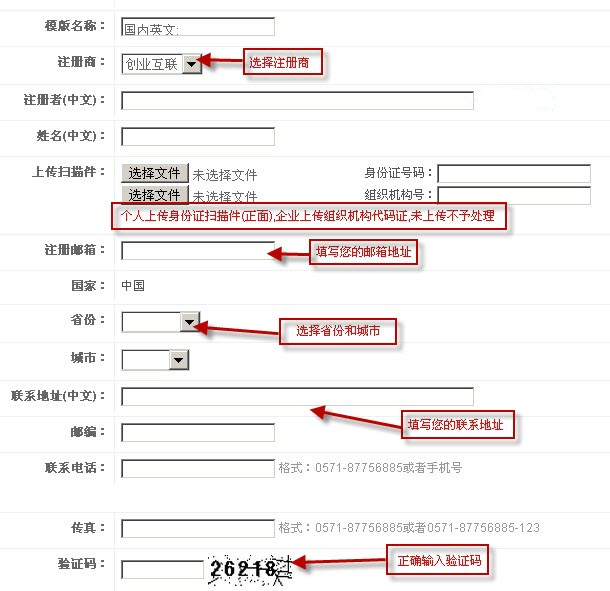 模版名称： 国内英文:
注册商： 创业互联 选择注册商
注册者(中文)：
姓名(中文)：
上传扫描件： 选择文件 未选择文件 身份证号码：
选择文件 未选择文件 组织机构号：
个人上传身份证扫描件(正面),企业上传组织机构代码证,未上传不予处理
注册邮箱： 填写您的邮箱地址
国家： 中国
省份： 选择省份和城市
城市：
联系地址(中文)：
填写您的联系地址
邮编：
联系电话： 格式：0571-87756885或者手机号
传真： 格式：0571-87756885或者0571-87756885-123
验证码： 26218 正确输入验证码